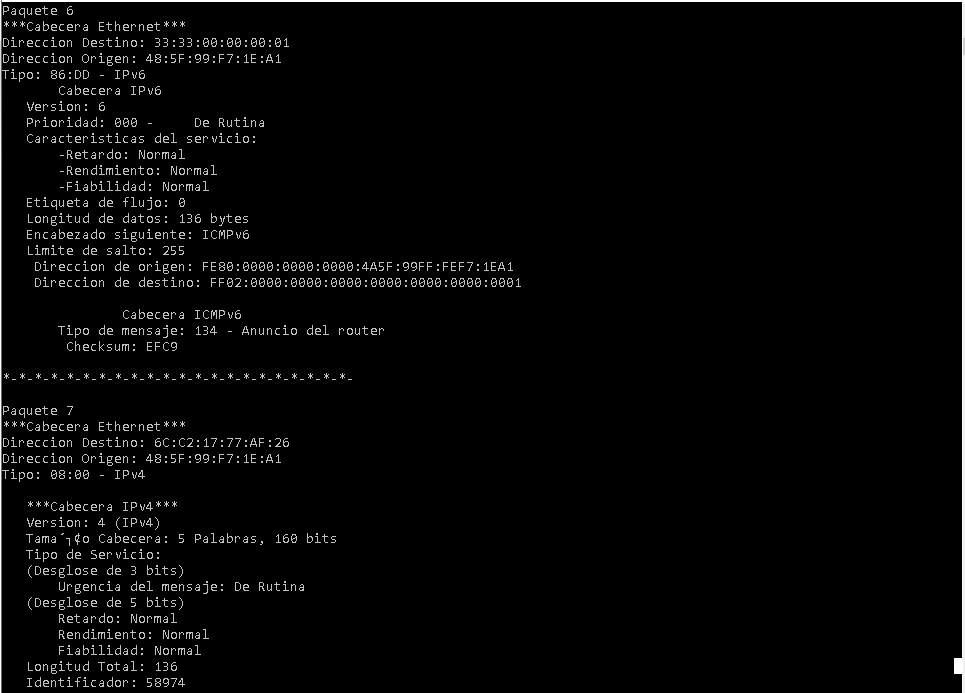 Paquete 6
***Cabecera Ethernet***
Direccion Destino: 33:33:00:00:00:01
Direccion Origen: 48:5F:99:F7:1E:A1
Tipo: 86:DD - IPv6
Cabecera IPv6
Version: 6
Prioridad: 000 - De Rutina
Caracteristicas del servicio:
-Retardo: Normal
-Rendimiento: Normal
-Fiabilidad: Normal
Etiqueta de flujo: 0
Longitud de datos: 136 bytes
Encabezado siguiente: ICMPv6
Limite de salto: 255
Direccion de origen: FE80:0000:0000:0000:4A5F:99FF:FEF7:1EA1
Direccion de destino: FF02:0000:0000:0000:0000:0000:0000:0001
Cabecera ICMPv6
Tipo de mensaje: 134 - Anuncio del router
Checksum: EFC9
*-*-*-*-*-*-*-*-*-*-*-*-*-*-*-*-*-*-*-*-*-*-
Paquete 7
***Cabecera Ethernet***
Direccion Destino: 6C:C2:17:77:AF:26
Direccion Origen: 48:5F:99:F7:1E:A1
Tipo: 08:00 - IPv4
***Cabecera IPv4***
Version: 4 (IPv4)
Tama´┐¢o Cabecera: 5 Palabras, 160 bits
Tipo de Servicio:
(Desglose de 3 bits)
Urgencia del mensaje: De Rutina
(Desglose de 5 bits)
Retardo: Normal
Rendimiento: Normal
Fiabilidad: Normal
Longitud Total: 136
Identificador: 58974